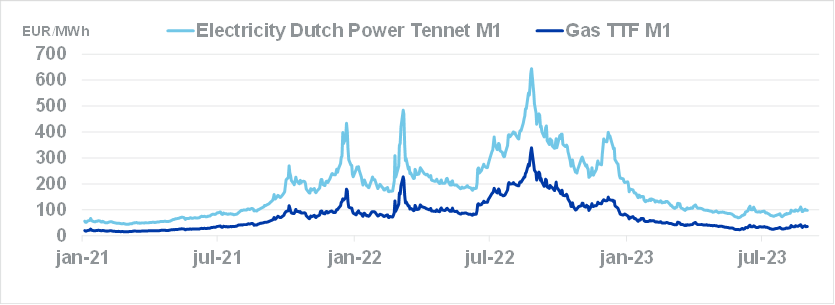 EUR/MWh
Electricity Dutch Power Tennet M1 Gas TTF M1
700
600
500
400
300
200
100
0
jan-21 jul-21 jan-22 jul-22 jan-23 jul-23